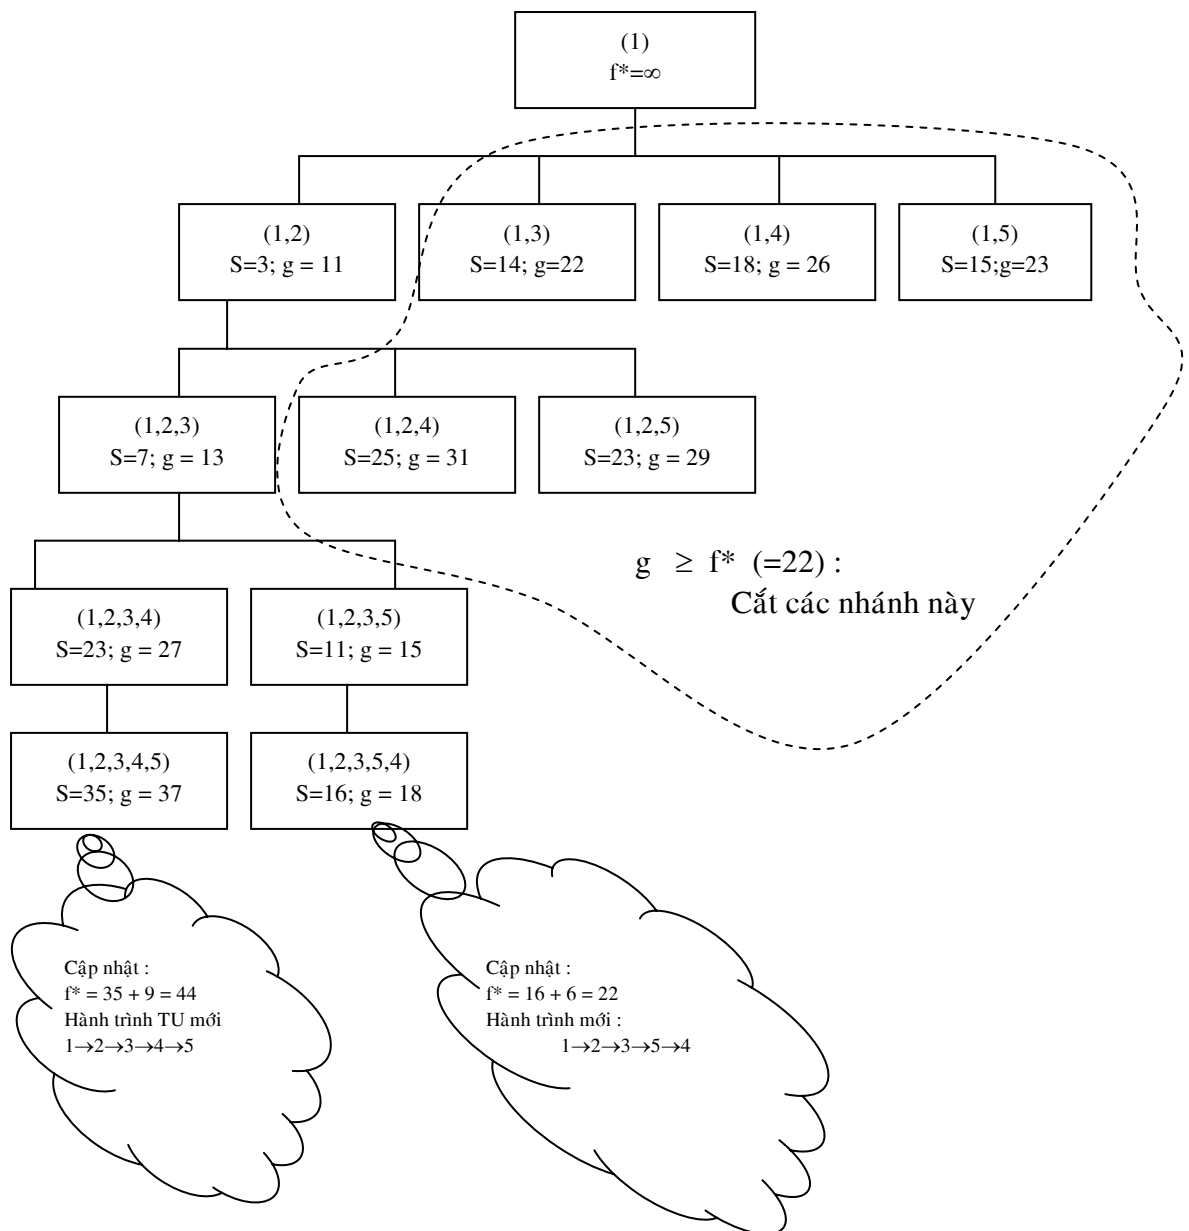 (1)
f*=∞
(1,2)
S=3; g = 11
(1,3)
S=14; g=22
(1,4)
S=18; g = 26
(1,5)
S=15;g=23
(1,2,3)
S=7; g = 13
(1,2,4)
S=25; g = 31
(1,2,5)
S=23; g = 29
g ≥ f* (=22) :
Cắt các nhánh này
(1,2,3,4)
S=23; g = 27
(1,2,3,5)
S=11; g = 15
(1,2,3,4,5)
S=35; g = 37
(1,2,3,5,4)
S=16; g = 18
Cập nhật :
f* = 35 + 9 = 44
Hành trình TU mới
1→2→3→4→5
Cập nhật :
f* = 16 + 6 = 22
Hành trình mới :
1→2→3→5→4